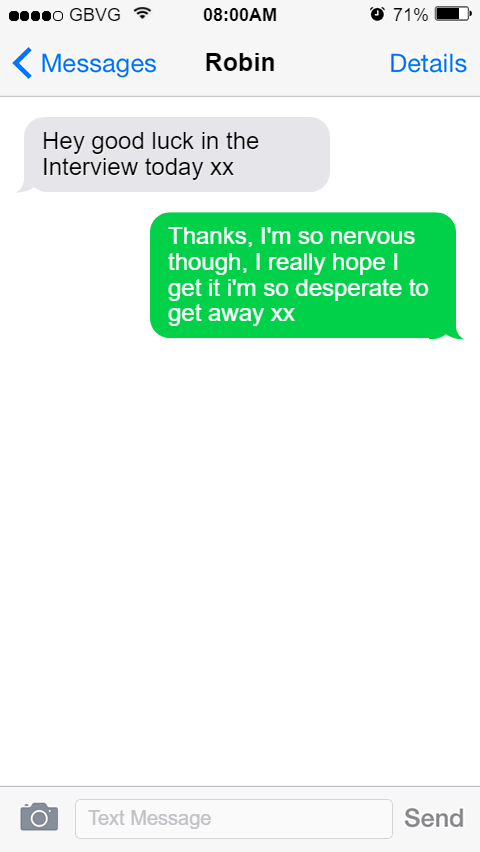 GBVG 08:00AM 71%
Messages Robin Details
Hey good luck in the
Interview today xx
Thanks, I'm so nervous
though, I really hope I
get it i'm so desperate to
get away xx
Text Message Send